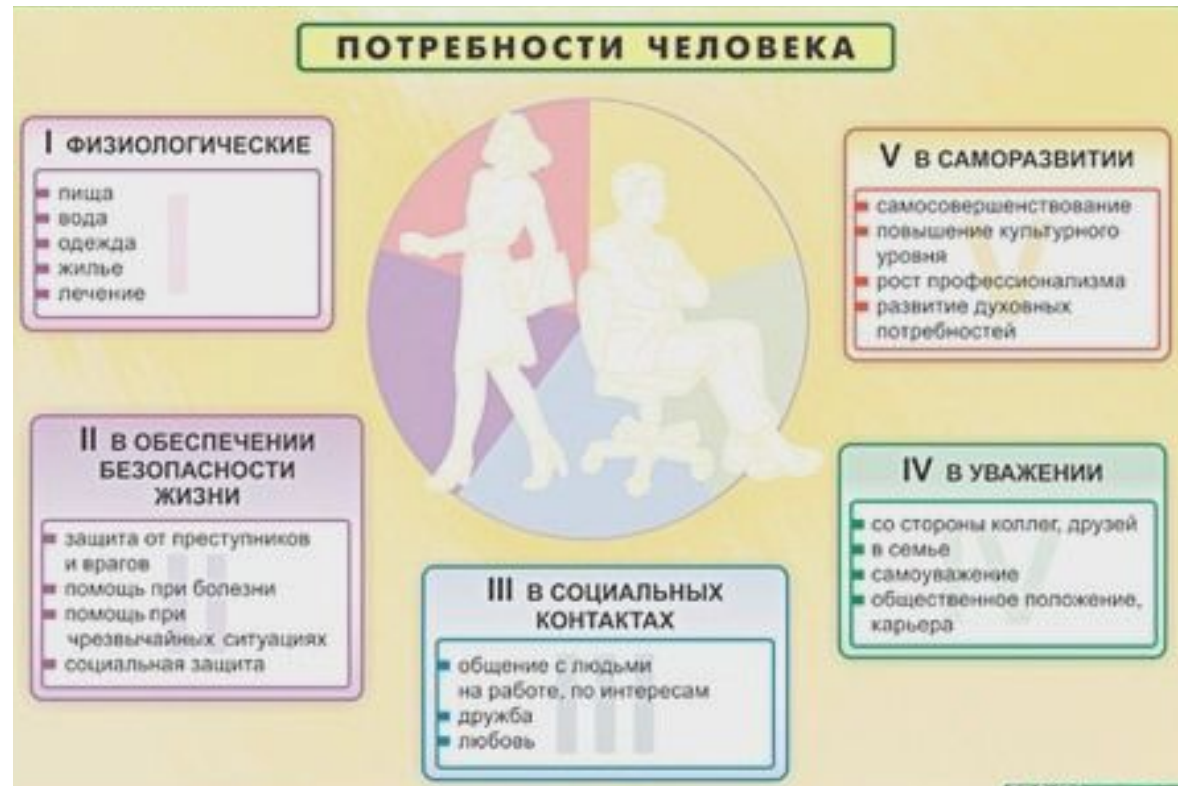 ПОТРЕБНОСТИ ЧЕЛОВЕКА
I ФИЗИОЛОГИЧЕСКИЕ
пища
вода
одежда
жилье
лечение
I
II В ОБЕСПЕЧЕНИИ
БЕЗОПАСНОСТИ
ЖИЗНИ
защита от преступников
и врагов
помощь при болезни
помощь при
чрезвычайных ситуациях
социальная защита
II
III В СОЦИАЛЬНЫХ
КОНТАКТАХ
общение с людьми
на работе, по интересам
дружба
любовь
III
IV В УВАЖЕНИИ
со стороны коллег, друзей
в семье
самоуважение
общественное положение,
карьера
IV
V В САМОРАЗВИТИИ
самосовершенствование
повышение культурного
уровня
рост профессионализма
развитие духовных
потребностей
V